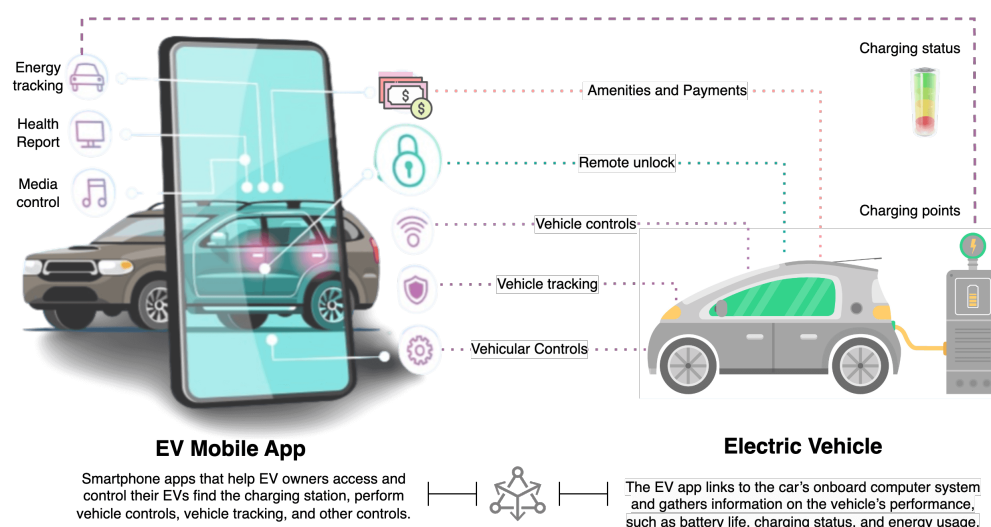 Charging status
Energy
tracking
Amenities and Payments
Health
Report
Remote unlock
Media
control
Charging points
Vehicle controls
Vehicle tracking
Vehicular Controls
EV Mobile App
Smartphone apps that help EV owners access and
control their EVs find the charging station, perform
vehicle controls, vehicle tracking, and other controls.
Electric Vehicle
The EV app links to the car’s onboard computer system
and gathers information on the vehicle’s performance,
such as battery life, charging status, and energy usage.